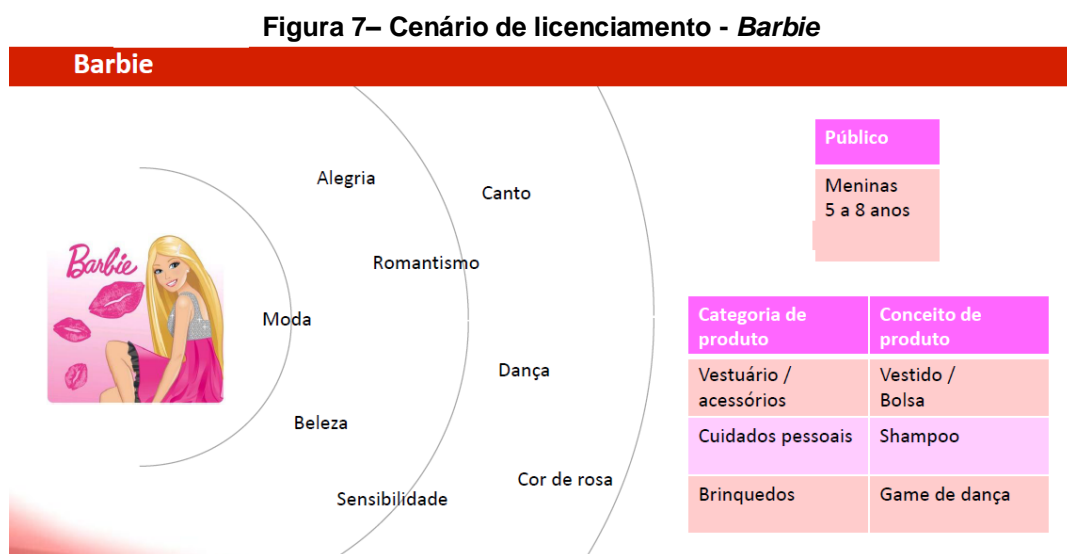 Figura 7– Cenário de licenciamento - Barbie
Barbie
Alegria
Canto
Romantismo
Barbie
Moda
Dança
Beleza
Cor de rosa
Sensibilidade
Público
Meninas
5 a 8 anos
Categoria de
produto
Conceito de
produto
Vestuário /
acessórios
Vestido /
Bolsa
Cuidados pessoais
Shampoo
Brinquedos
Game de dança